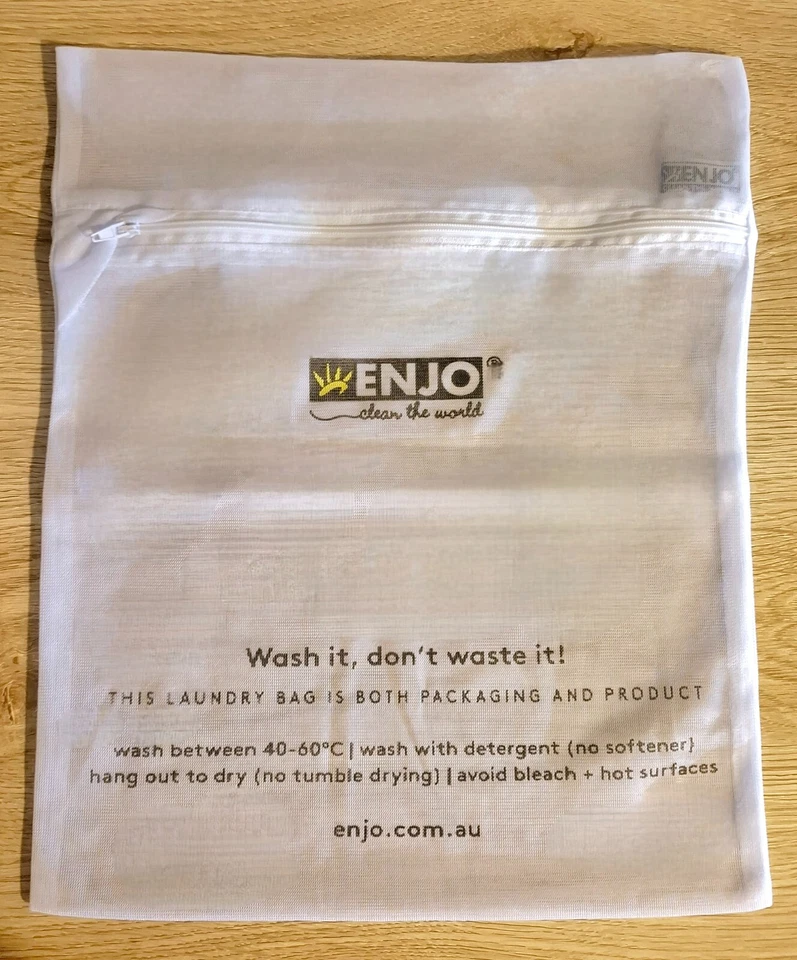 ENJO
ENJO®
clean the world
Wash it, don't waste it!
THIS LAUNDRY BAG IS BOTH PACKAGING AND PRODUCT
wash between 40-60°C | wash with detergent (no softener)
hang out to dry (no tumble drying) | avoid bleach + hot surfaces
enjo.com.au